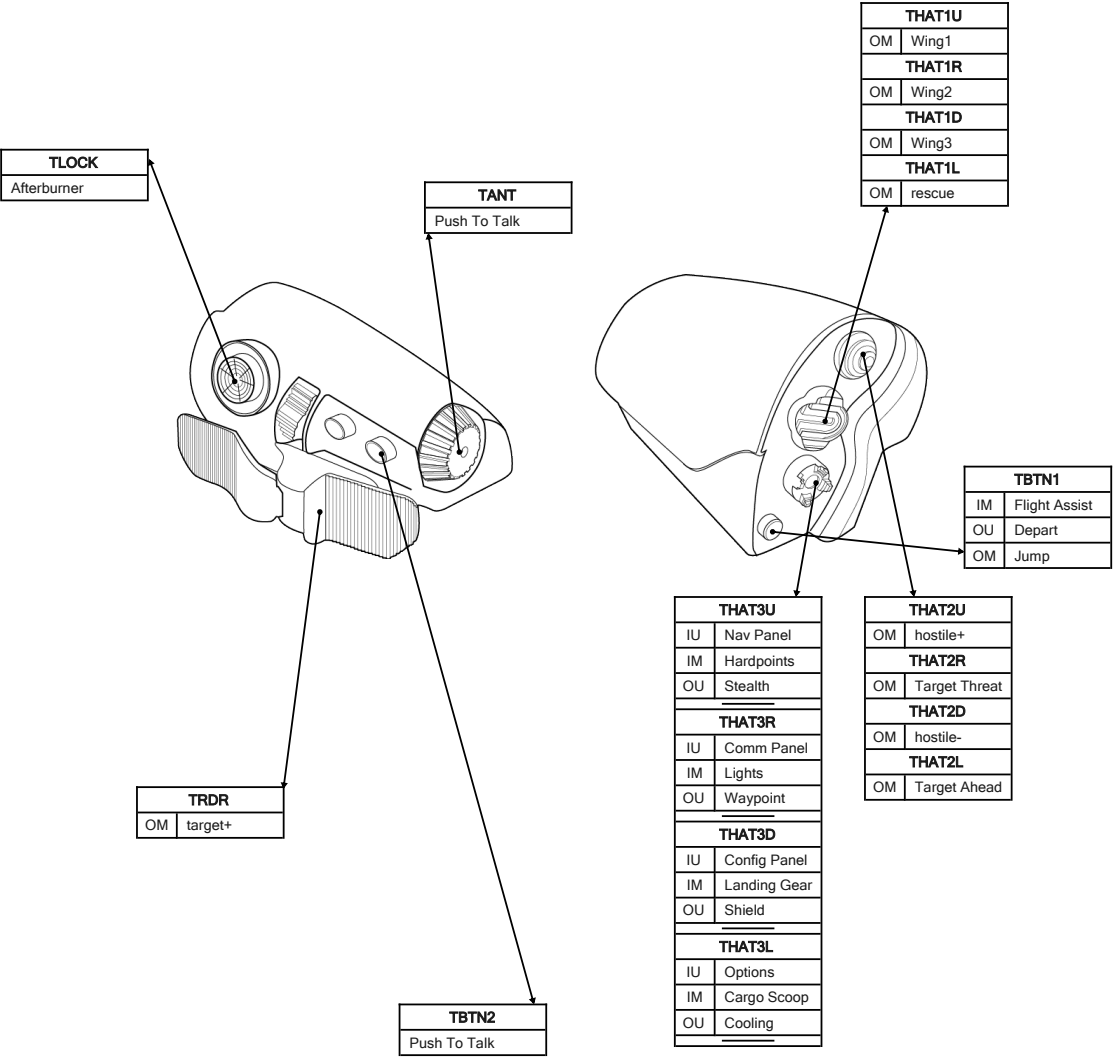 THAT1U
OM Wing1
THAT1R
OM Wing2
THAT1D
OM Wing3
THAT1L
OM rescue
TLOCK
Afterburner
TANT
Push To Talk
TBTN1
IM Flight Assist
OU Depart
OM Jump
THAT3U
IU Nav Panel
IM Hardpoints
OU Stealth
THAT3R
IU Comm Panel
IM Lights
OU Waypoint
THAT3D
IU Config Panel
IM Landing Gear
OU Shield
THAT3L
IU Options
IM Cargo Scoop
OU Cooling
THAT2U
OM hostile+
THAT2R
OM Target Threat
THAT2D
OM hostile-
THAT2L
OM Target Ahead
TRDR
OM target+
TBTN2
Push To Talk